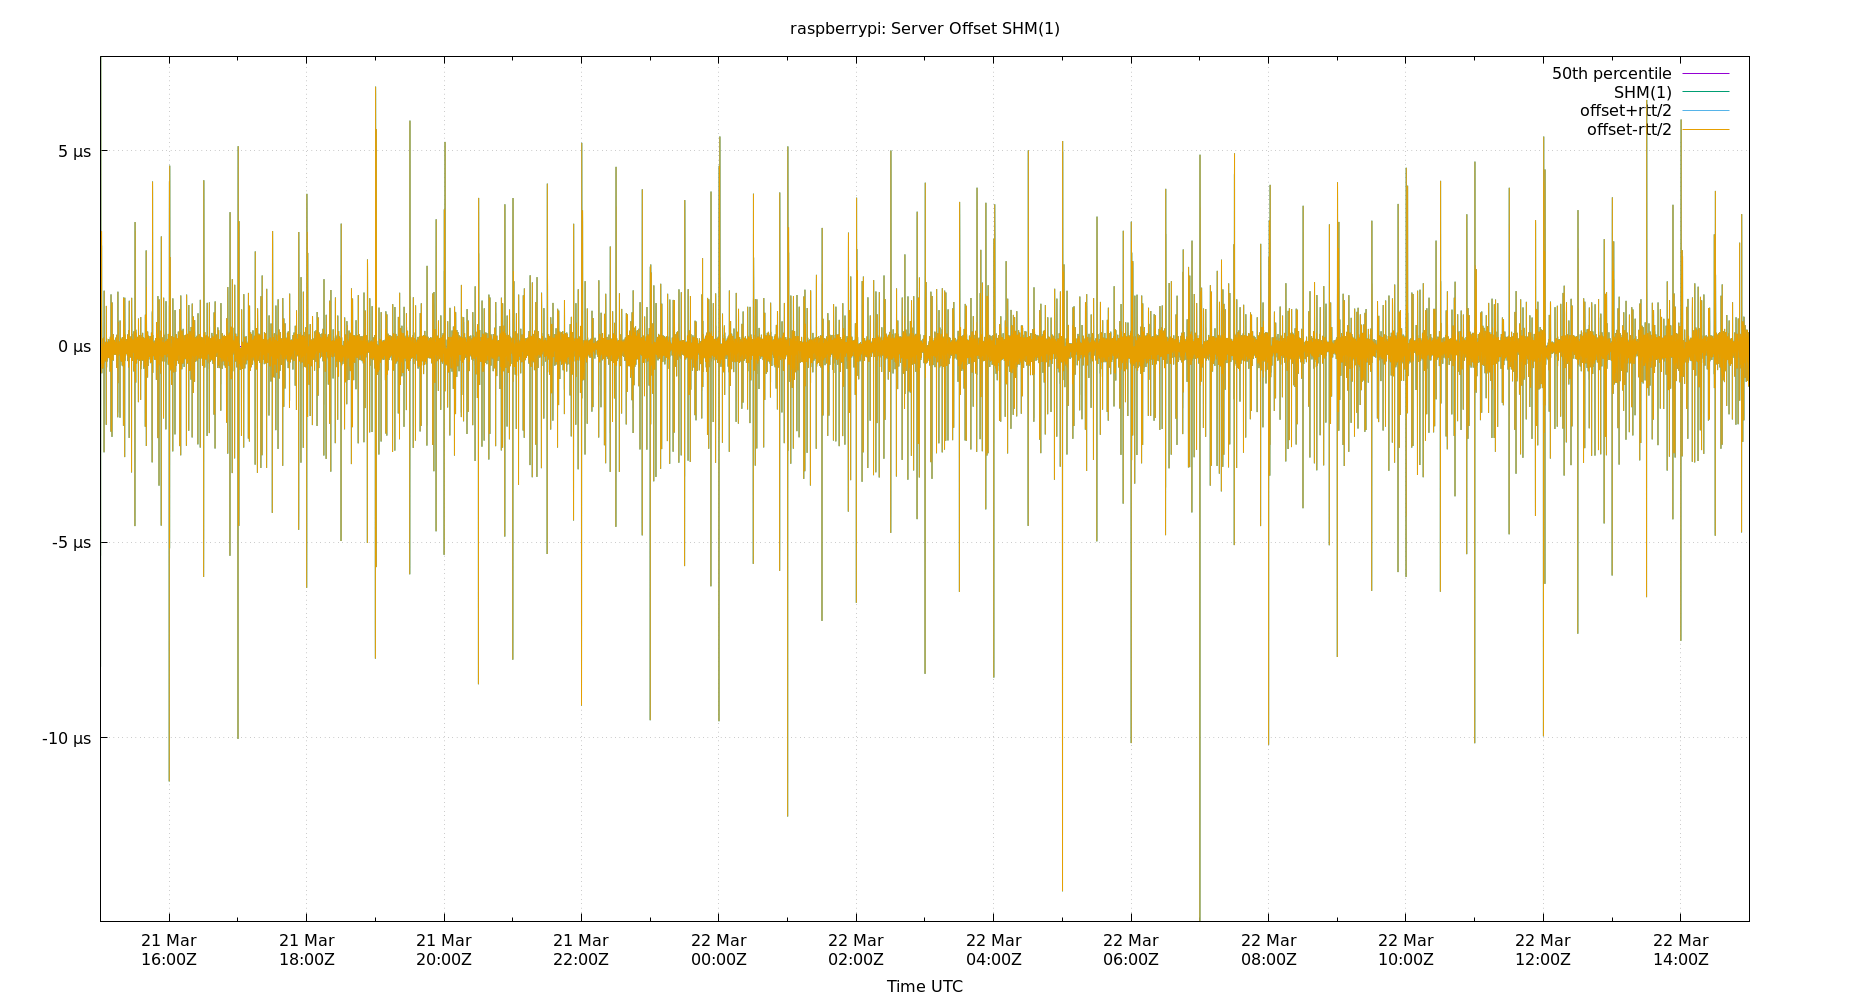 raspberrypi: Server Offset SHM(1)
50th percentile
SHM(1)
offset+rtt/2
offset-rtt/2
5 µs
0 µs
-5 µs
-10 µs
21 Mar 21 Mar 21 Mar 21 Mar 22 Mar 22 Mar 22 Mar 22 Mar 22 Mar 22 Mar 22 Mar 22 Mar
16:00Z 18:00Z 20:00Z 22:00Z 00:00Z 02:00Z 04:00Z 06:00Z 08:00Z 10:00Z 12:00Z 14:00Z
Time UTC